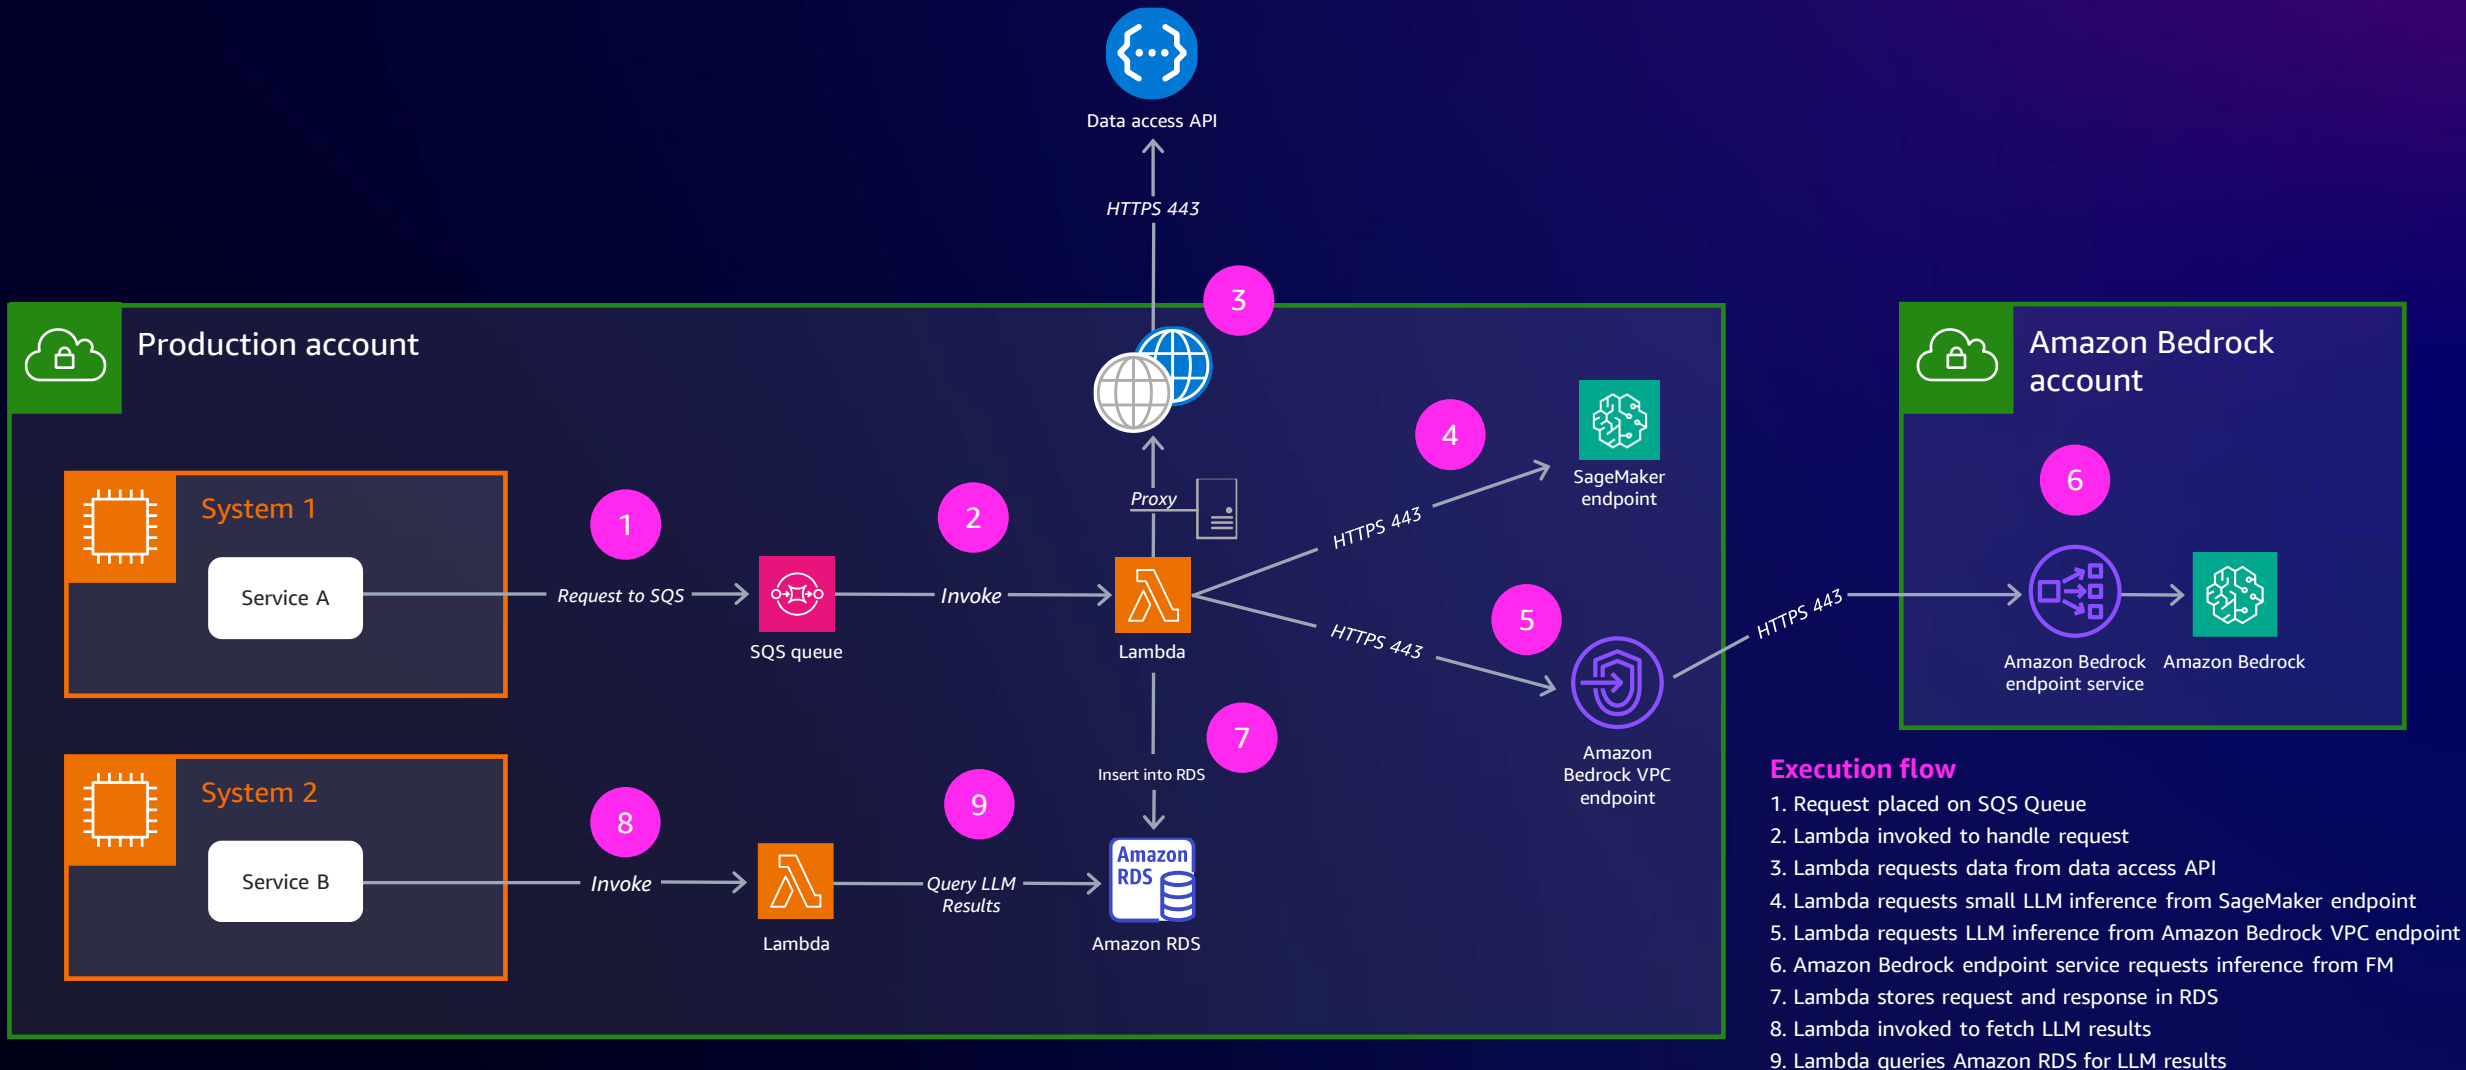 Data access API
HTTPS 443
3
Production account
Amazon Bedrock
account
4
SageMaker
endpoint
6
System 1
1
2
Proxy
HTTPS 443
Service A
Request to SQS
Invoke
SQS queue
Lambda
5
HTTPS 443
HTTPS 443
Amazon Bedrock
endpoint service
Amazon Bedrock
7
Amazon
Bedrock VPC
endpoint
Insert into RDS
System 2
8
9
Amazon
RDS
Service B
Invoke
Query LLM
Results
Lambda
Amazon RDS
Execution flow
1. Request placed on SQS Queue
2. Lambda invoked to handle request
3. Lambda requests data from data access API
4. Lambda requests small LLM inference from SageMaker endpoint
5. Lambda requests LLM inference from Amazon Bedrock VPC endpoint
6. Amazon Bedrock endpoint service requests inference from FM
7. Lambda stores request and response in RDS
8. Lambda invoked to fetch LLM results
9. Lambda queries Amazon RDS for LLM results